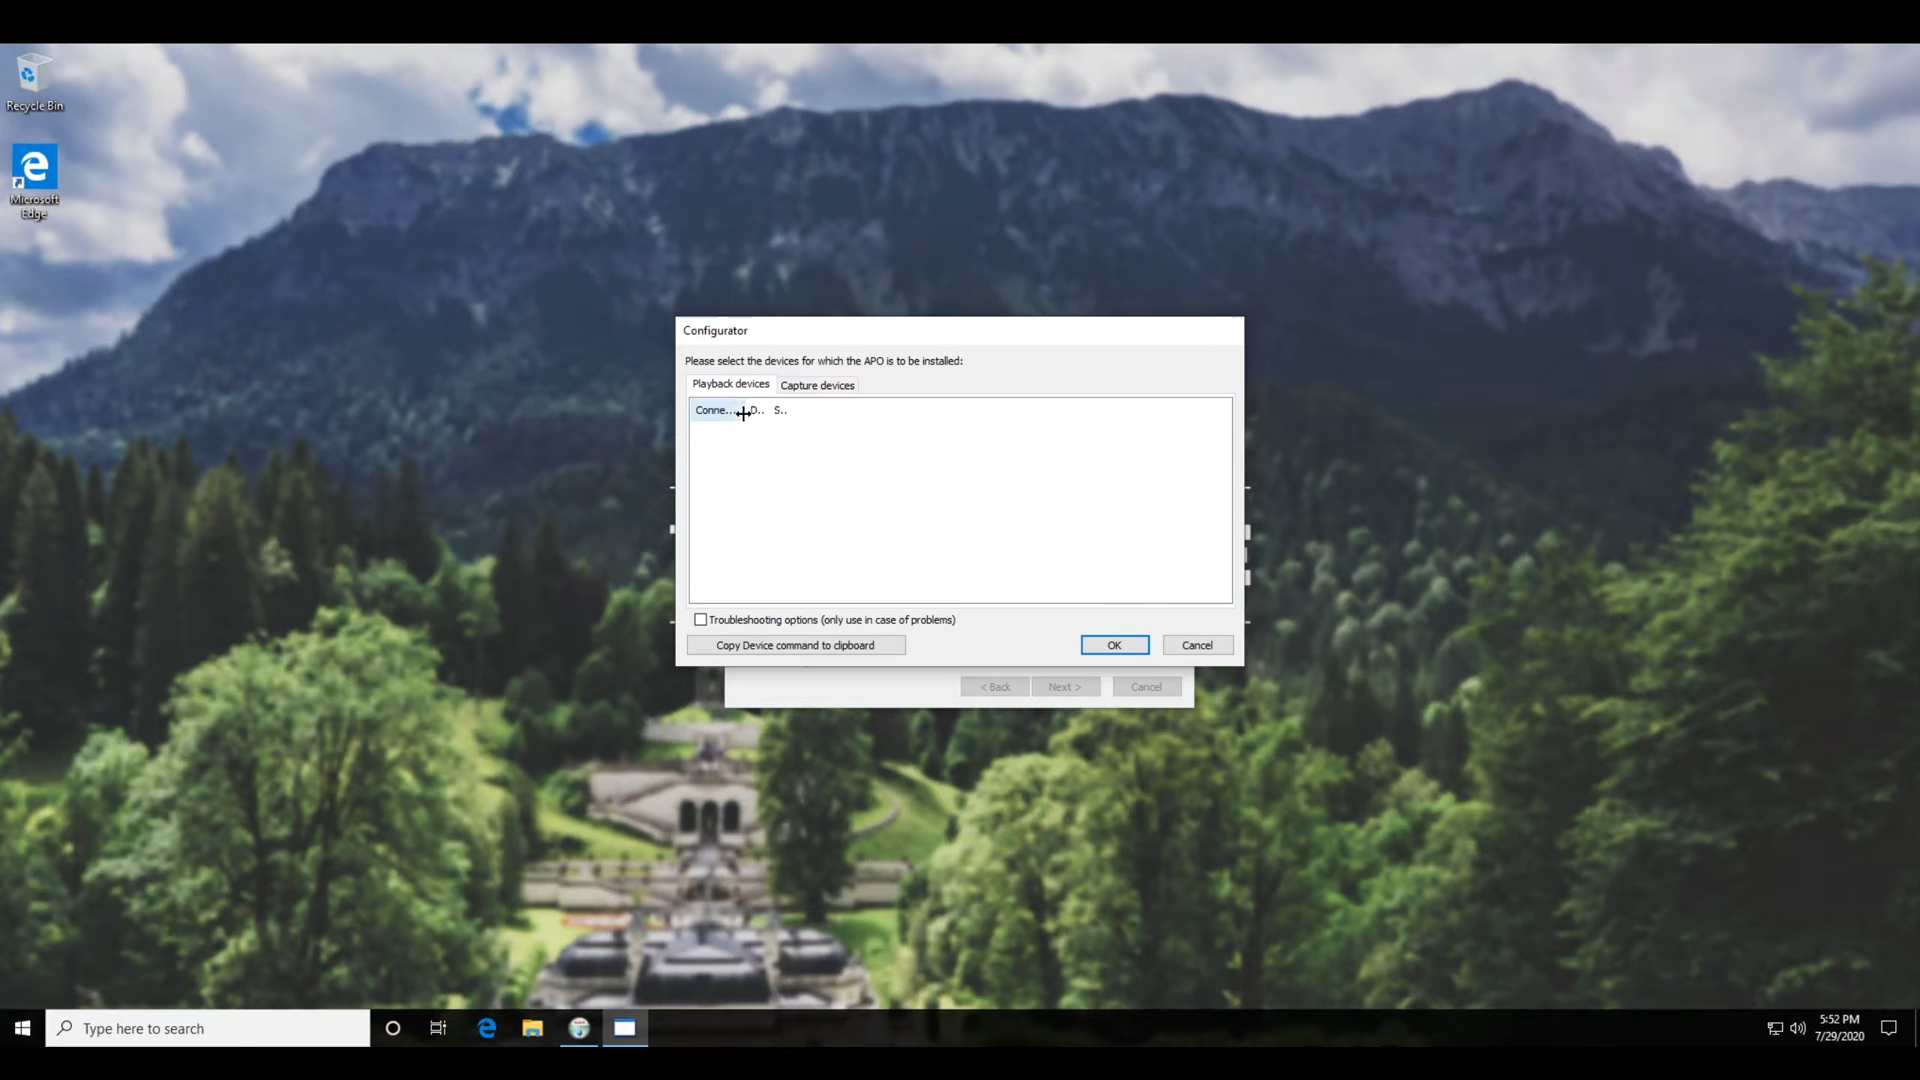 Recycle Bin
Microsoft
Edge
Configurator
Please select the devices for which the APO is to be installed:
Playback devices
Capture devices
Conne...
D..
S..
Troubleshooting options (only use in case of problems)
Copy Device command to clipboard
OK
Cancel
< Back
Next >
Cancel
Type here to search
5:52 PM
7/29/2020